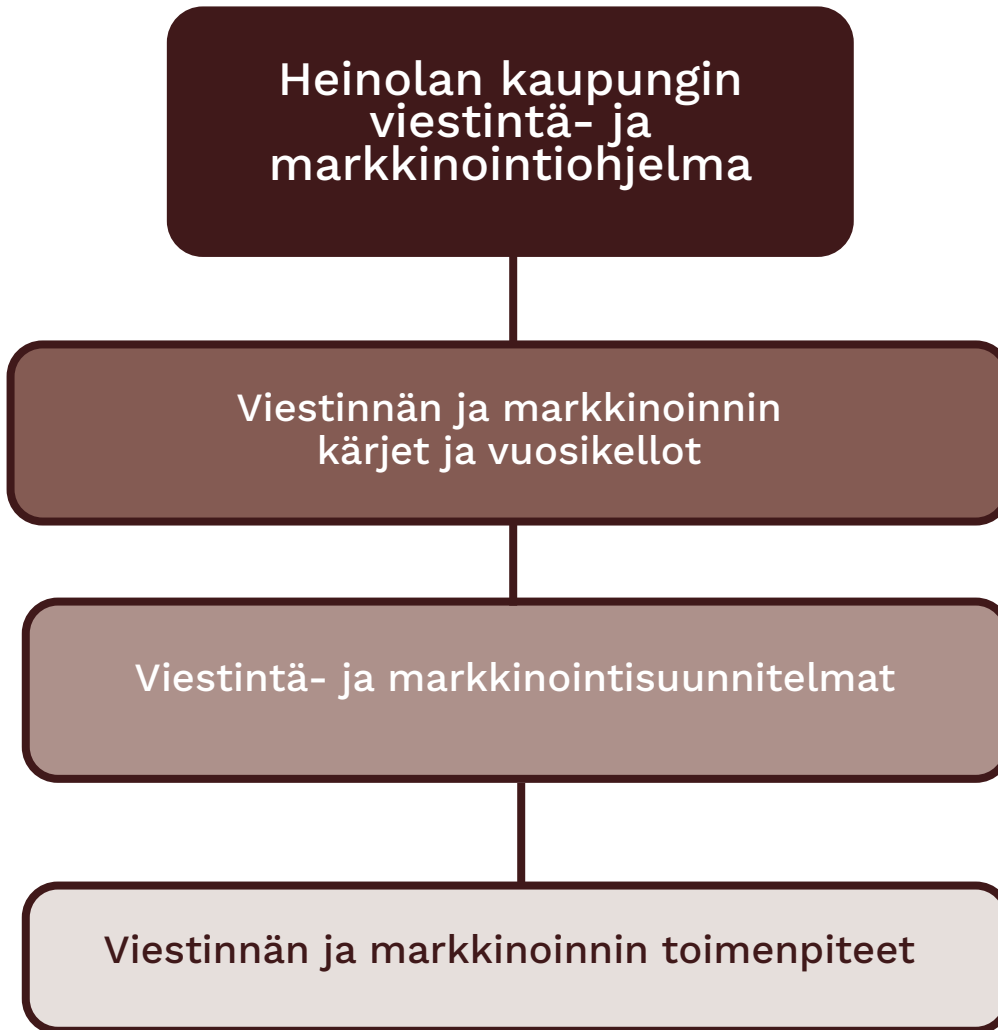 Heinolan kaupungin
viestintä- ja
markkinointiohjelma
Viestinnän ja markkinoinnin
kärjet ja vuosikellot
Viestintä- ja markkinointisuunnitelmat
Viestinnän ja markkinoinnin toimenpiteet